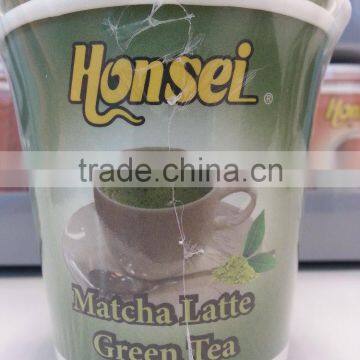 Honsei ®
trade.china.cn
Matcha Latte
Green Tea